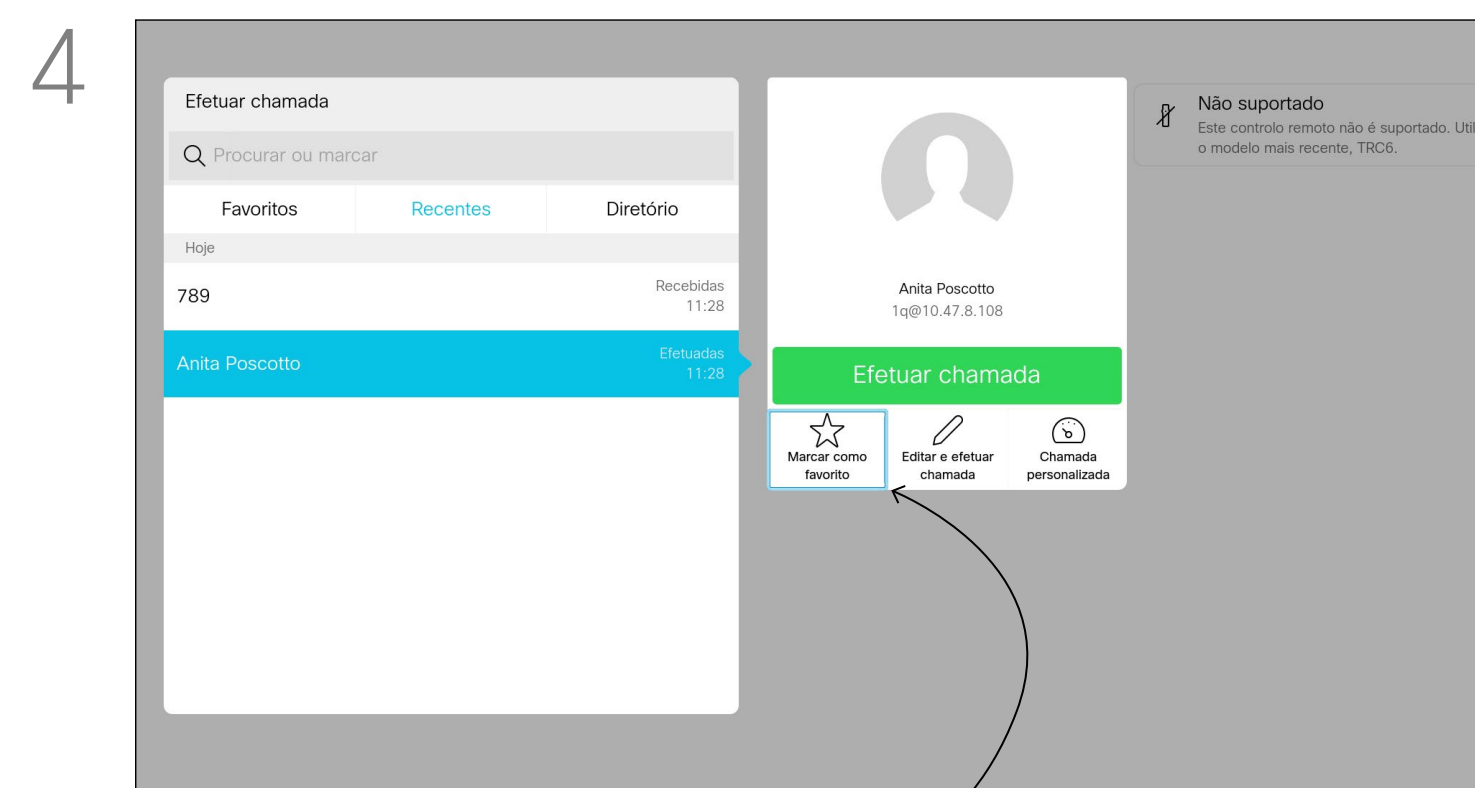 4
Efetuar chamada
Procurar ou marcar
Favoritos Recentes Diretório
Hoje
789
Recebidas
11:28
Anita Poscotto
Efetuadas
11:28
Anita Poscotto
1q@10.47.8.108
Efetuar chamada
Marcar como
favorito
Editar e efetuar
chamada
Chamada
personalizada
Não suportado
Este controlo remoto não é suportado.
o modelo mais recente, TRC6.